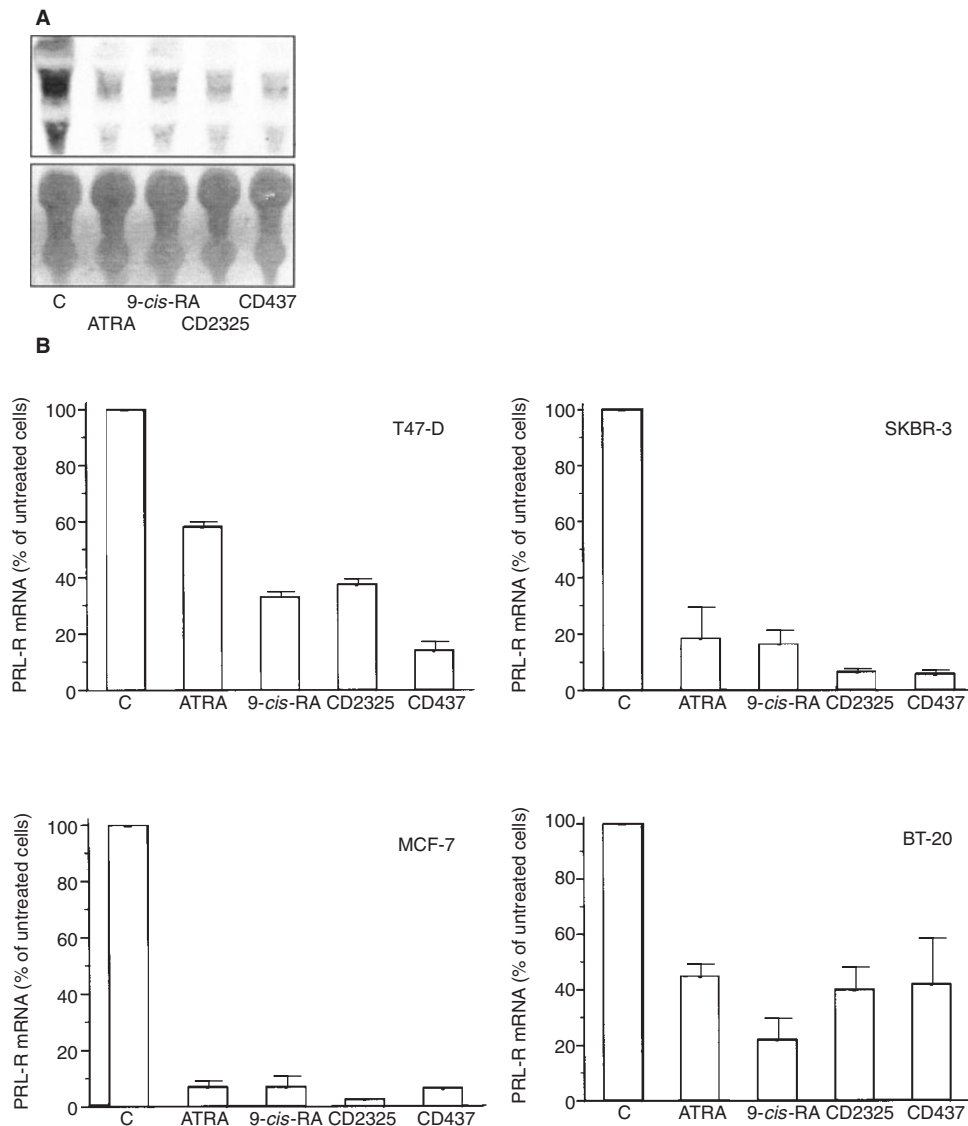 A
C 9-cis-RA CD437
ATRA CD2325
B
PRL-R mRNA (% of untreated cells)
100
80
60
40
20
0
T47-D
C ATRA 9-cis-RA CD2325 CD437
PRL-R mRNA (% of untreated cells)
100
80
60
40
20
0
SKBR-3
C ATRA 9-cis-RA CD2325 CD437
PRL-R mRNA (% of untreated cells)
100
80
60
40
20
0
MCF-7
C ATRA 9-cis-RA CD2325 CD437
PRL-R mRNA (% of untreated cells)
100
80
60
40
20
0
BT-20
C ATRA 9-cis-RA CD2325 CD437